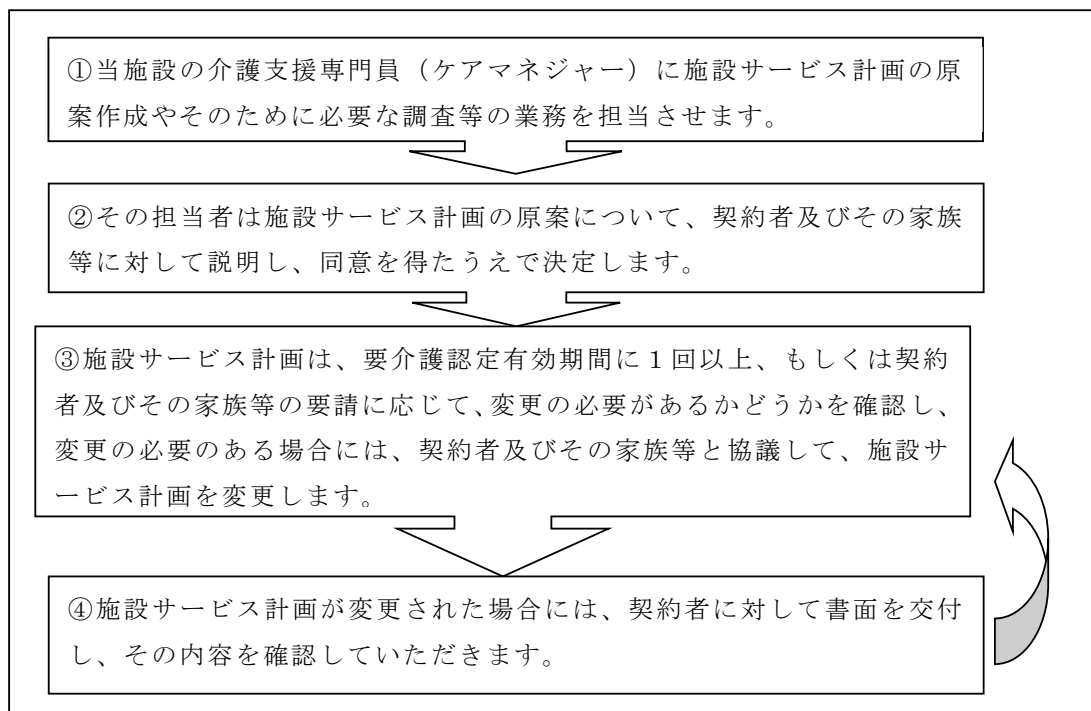 ①当施設の介護支援専門員（ケアマネジャー）に施設サービス計画の原
案作成やそのために必要な調査等の業務を担当させます。
②その担当者は施設サービス計画の原案について、契約者及びその家族
等に対して説明し、同意を得たうえで決定します。
③施設サービス計画は、要介護認定有効期間に１回以上、もしくは契約
者及びその家族等の要請に応じて、変更の必要があるかどうかを確認し、
変更の必要のある場合には、契約者及びその家族等と協議して、施設サ
ービス計画を変更します。
④施設サービス計画が変更された場合には、契約者に対して書面を交付
し、その内容を確認していただきます。